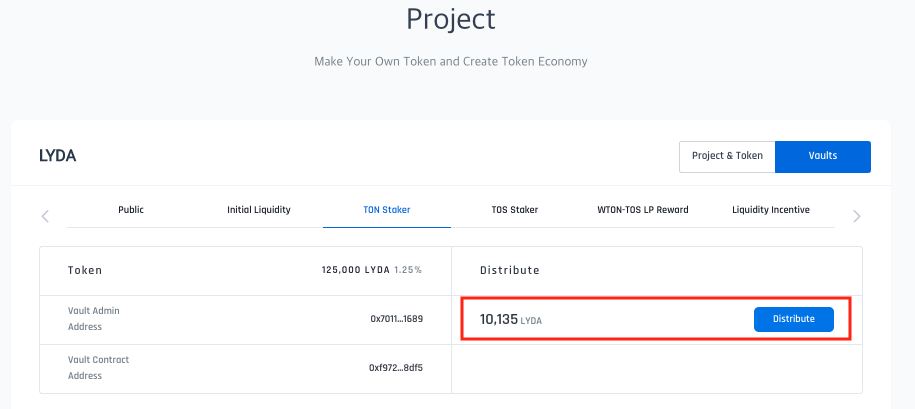 Project
Make Your Own Token and Create Token Economy
LYDA
Project & Token Vaults
Public Initial Liquidity TON Staker TOS Staker WTON-TOS LP Reward Liquidity Incentive
Token 125,000 LYDA 1.25% Distribute
Vault Admin
Address
0x7011...1689
10,135 LYDA Distribute
Vault Contract
Address
0xf972...8df5